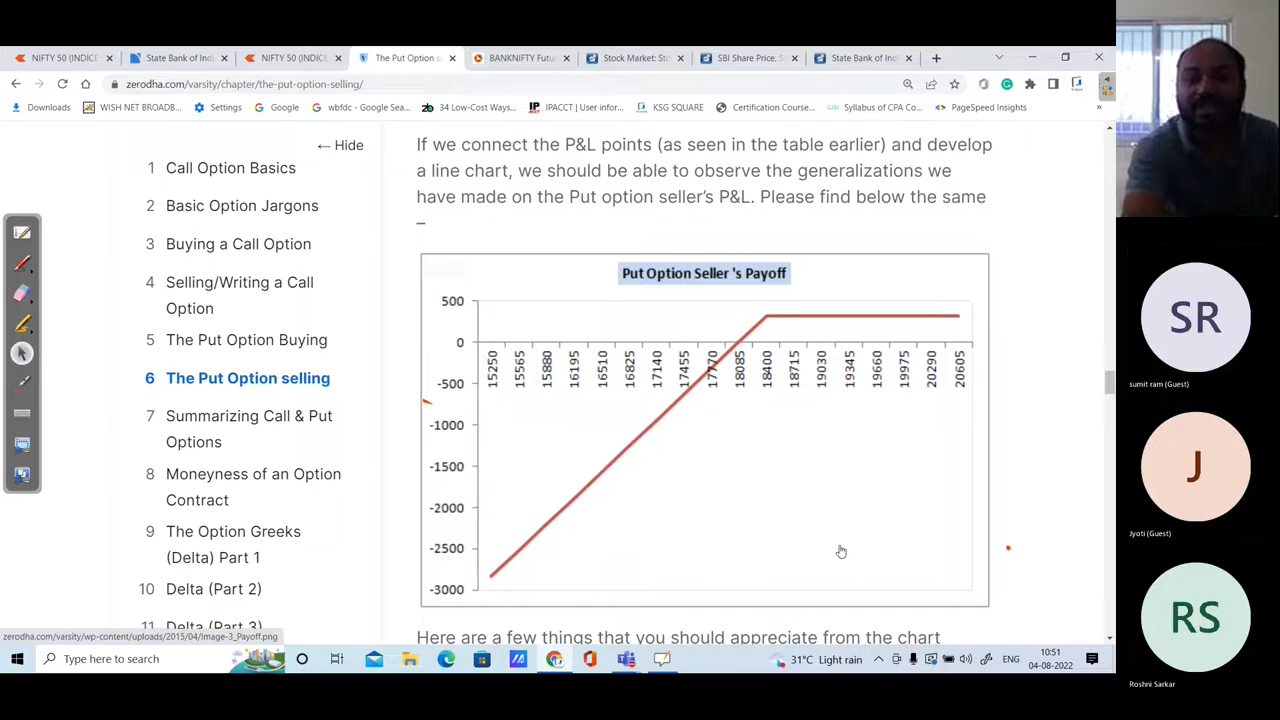 NIFTY 50 (INDICE
State Bank of Indi
NIFTY 50 (INDICE
The Put Option s
BANKNIFTY Futur
Stock Market: Sto
SBI Share Price, S
State Bank of Indi
zerodha.com/varsity/chapter/the-put-option-selling/
Downloads
WISH NET BROADB...
Settings
Google
wbfdc - Google Sea...
34 Low-Cost Ways...
IPACCT | User infor...
KSG SQUARE
Certification Course...
Syllabus of CPA Co...
PageSpeed Insights
»
← Hide
1 Call Option Basics
2 Basic Option Jargons
3 Buying a Call Option
4 Selling/Writing a Call
Option
5 The Put Option Buying
6 The Put Option selling
7 Summarizing Call & Put
Options
8 Moneyness of an Option
Contract
9 The Option Greeks
(Delta) Part 1
10 Delta (Part 2)
11 Delta (Part 3)
zerodha.com/varsity/wp-content/uploads/2015/04/Image-3_Payoff.png
If we connect the P&L points (as seen in the table earlier) and develop
a line chart, we should be able to observe the generalizations we
have made on the Put option seller's P&L. Please find below the same
–
Put Option Seller 's Payoff
500
0
-500
-1000
-1500
-2000
-2500
-3000
15250
15565
15880
16195
16510
16825
17140
17455
17770
18085
18400
18715
19030
19345
19660
19975
20290
20605
Here are a few things that you should appreciate from the chart
SR
sumit ram (Guest)
J
Jyoti (Guest)
RS
Roshni Sarkar
Type here to search
31°C Light rain
ENG
10:51
04-08-2022